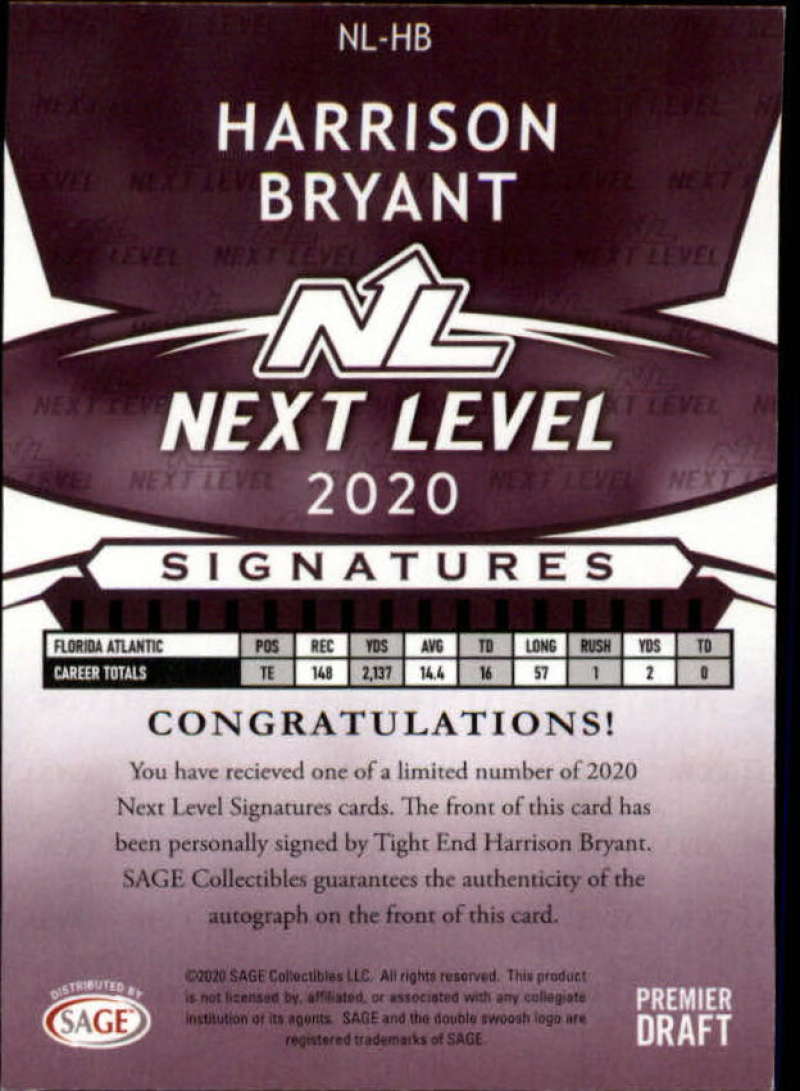 NL-HB
HARRISON
BRYANT
NL
NEXT LEVEL
2020
SIGNATURES
FLORIDA ATLANTIC POS REC YDS AVG TD LONG RUSH YDS TD
CAREER TOTALS TE 148 2,137 14.4 16 57 1 2 0
CONGRATULATIONS!
You have recieved one of a limited number of 2020
Next Level Signatures cards. The front of this card has
been personally signed by Tight End Harrison Bryant.
SAGE Collectibles guarantees the authenticity of the
autograph on the front of this card.
DISTRIBUTED BY
SAGE
©2020 SAGE Collectibles LLC. All rights reserved. This product
is not licensed by, affiliated, or associated with any collegiate
institution or its agents. SAGE and the double swoosh logo are
registered trademarks of SAGE.
PREMIER
DRAFT